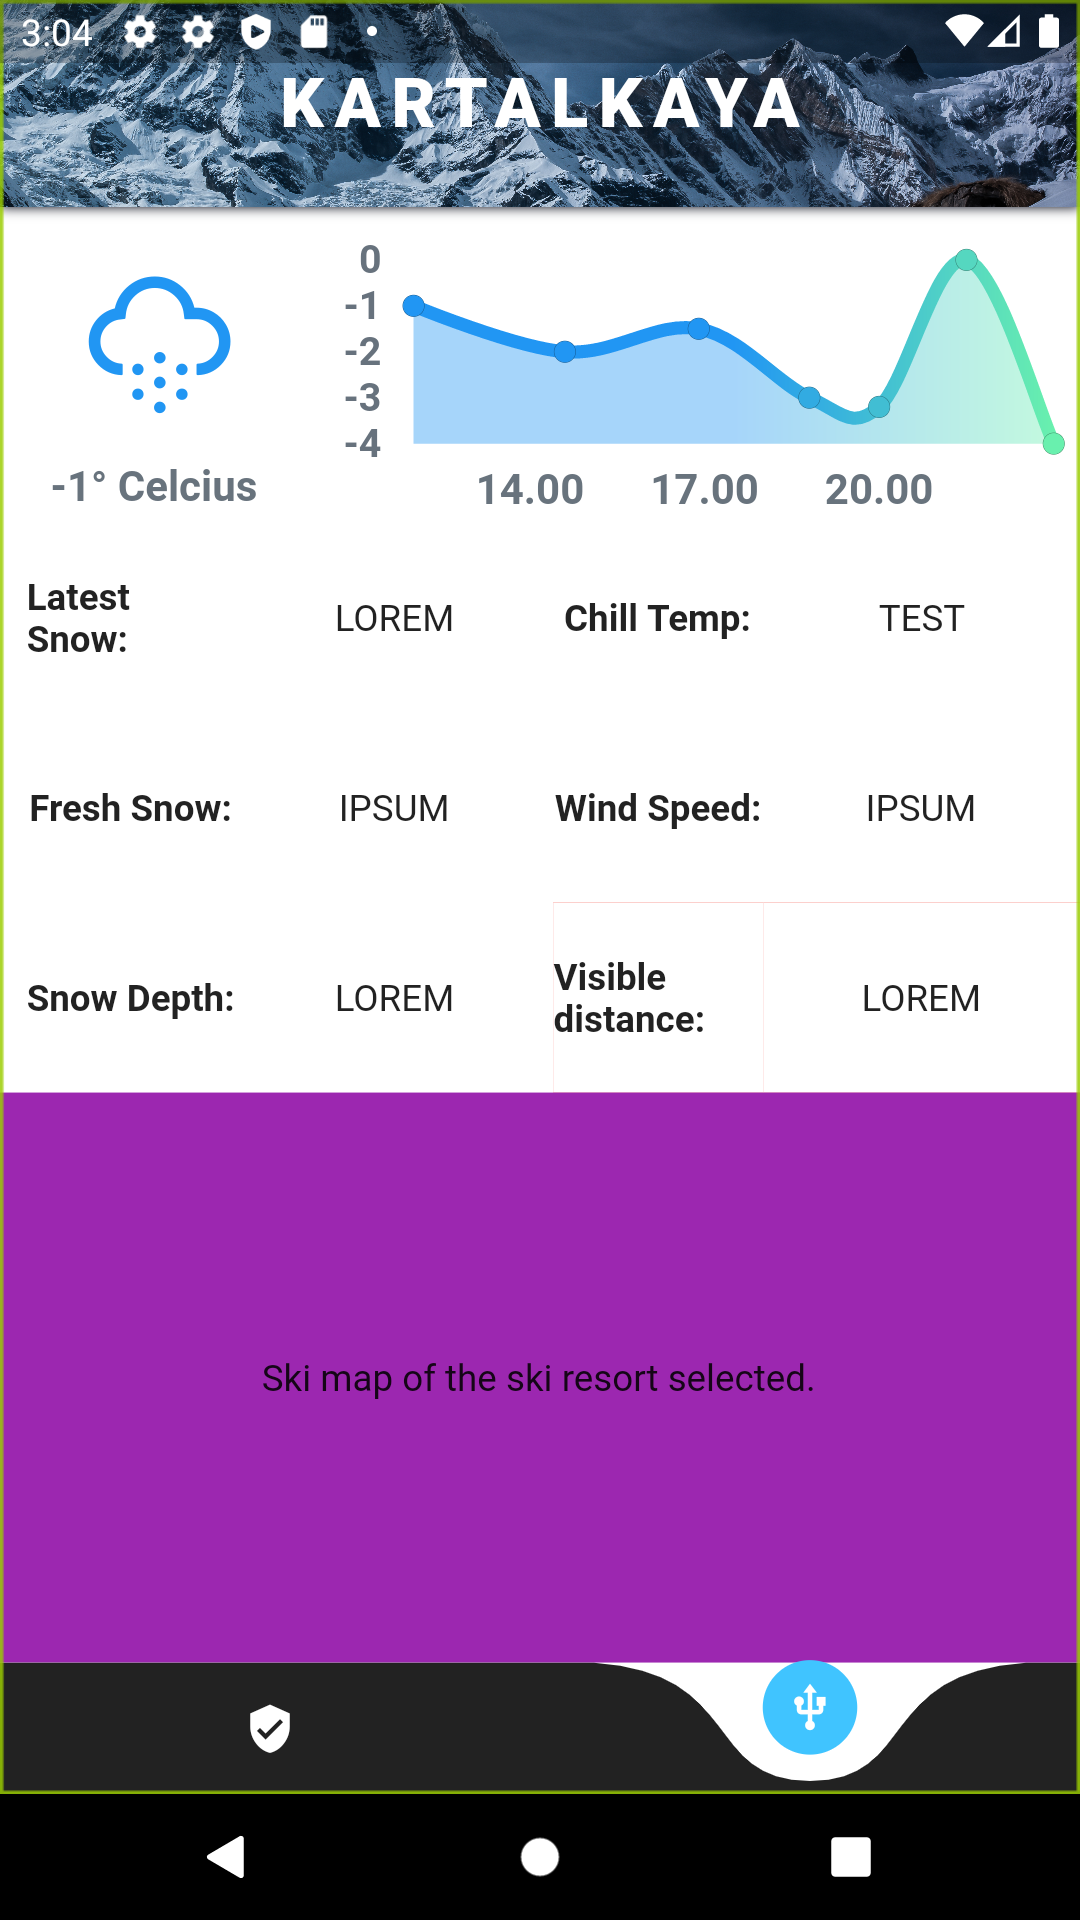 3:04
KARTALKAYA
0
-1
-2
-3
-4
-1° Celcius
14.00 17.00 20.00
Latest
Snow:
LOREM
Chill Temp:
TEST
Fresh Snow:
IPSUM
Wind Speed:
IPSUM
Snow Depth:
LOREM
Visible
distance:
LOREM
Ski map of the ski resort selected.